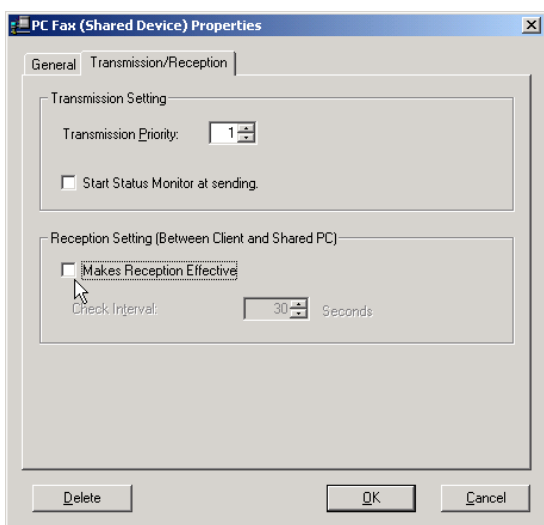 PC Fax (Shared Device) Properties
General Transmission/Reception
Transmission Setting
Transmission Priority: 1
Start Status Monitor at sending.
Reception Setting (Between Client and Shared PC)
Makes Reception Effective
Check Interval: 30 Seconds
Delete OK Cancel